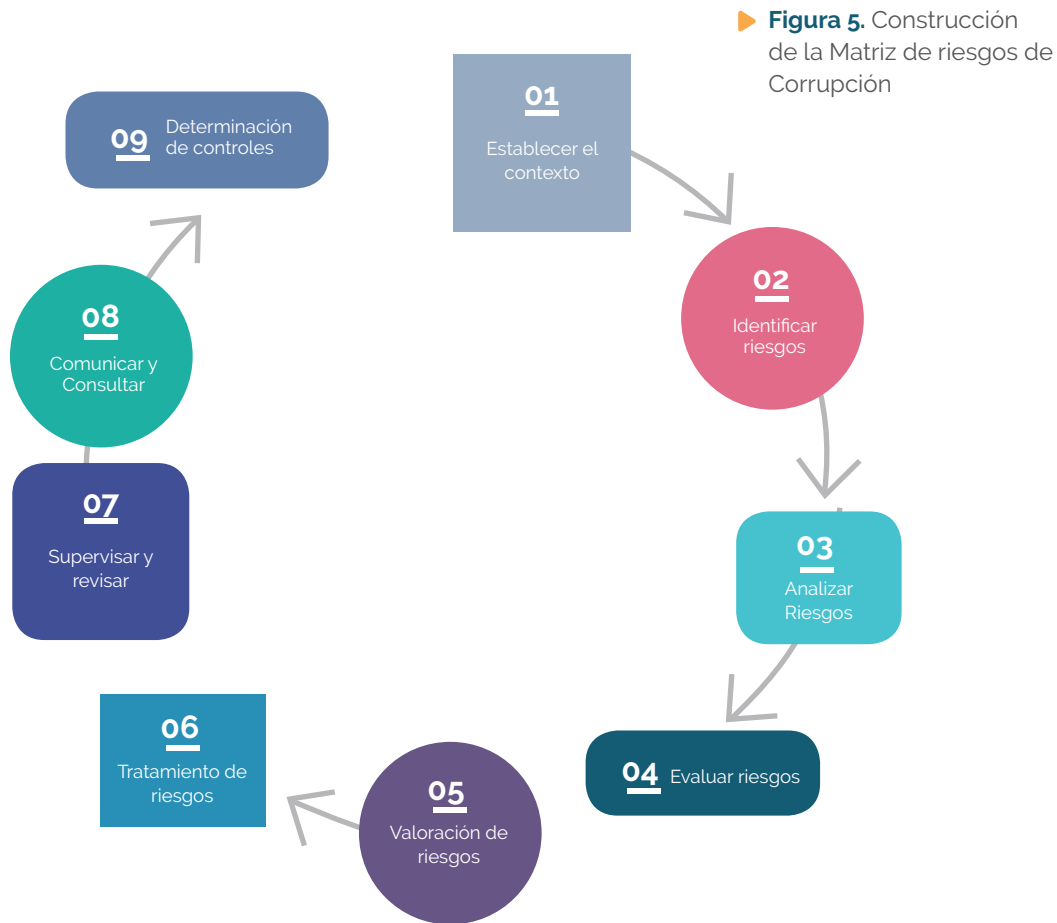 Figura 5. Construcción
de la Matriz de riesgos de
Corrupción
01
Establecer el
contexto
02
Identificar
riesgos
03
Analizar
Riesgos
04 Evaluar riesgos
05
Valoración de
riesgos
06
Tratamiento de
riesgos
07
Supervisar y
revisar
08
Comunicar y
Consultar
09 Determinación
de controles